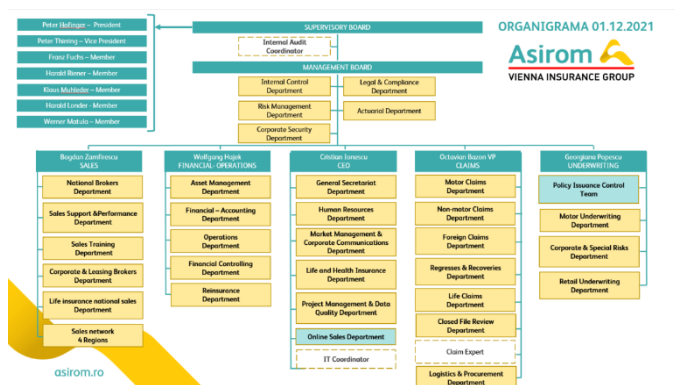 ORGANIGRAMA 01.12.2021
Asirom
VIENNA INSURANCE GROUP
Peter Hofinger – President
Peter Thirring – Vice President
Franz Fuchs – Member
Harald Riener – Member
Klaus Muhleder – Member
Harald Londer - Member
Werner Matula – Member
SUPERVISORY BOARD
Internal Audit
Coordinator
MANAGEMENT BOARD
Internal Control
Department
Legal & Compliance
Department
Risk Management
Department
Actuarial Department
Corporate Security
Department
Bogdan Zamfirescu
SALES
National Brokers
Department
Sales Support &Performance
Department
Sales Training
Department
Corporate & Leasing Brokers
Department
Life insurance national sales
Department
Sales network
4 Regions
Wolfgang Hajek
FINANCIAL- OPERATIONS
Asset Management
Department
Financial – Accounting
Department
Operations
Department
Financial Controlling
Department
Reinsurance
Department
Cristian Ionescu
CEO
General Secretariat
Department
Human Resources
Department
Market Management &
Corporate Communications
Department
Life and Health Insurance
Department
Project Management & Data
Quality Department
Online Sales Department
IT Coordinator
Octavian Bazon VP
CLAIMS
Motor Claims
Department
Non-motor Claims
Department
Foreign Claims
Department
Regresses & Recoveries
Department
Life Claims
Department
Closed File Review
Department
Claim Expert
Logistics & Procurement
Department
Georgiana Popescu
UNDERWRITING
Policy Issuance Control
Team
Motor Underwriting
Department
Corporate & Special Risks
Department
Retail Underwriting
Department
asirom.ro